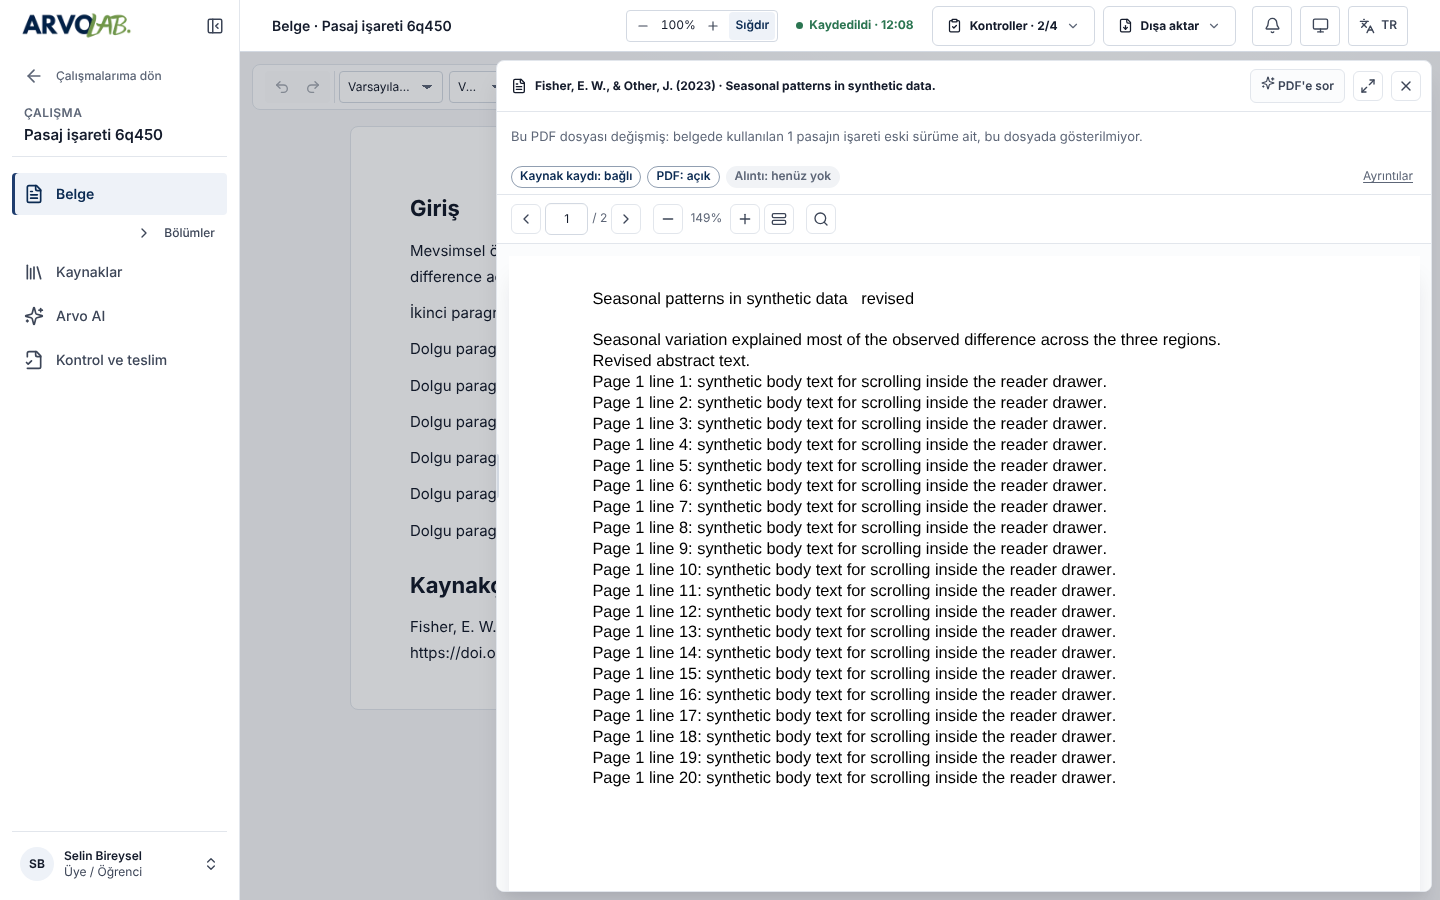 ARVOLAB.
Çalışmalarıma dön
ÇALIŞMA
Pasaj işareti 6q450
Belge
Bölümler
Kaynaklar
Arvo AI
Kontrol ve teslim
SB
Selin Bireysel
Üye / Öğrenci
Belge · Pasaj işareti 6q450
100%
Sığdır
Kaydedildi · 12:08
Kontroller · 2/4
Dışa aktar
TR
Varsayıla...
V...
Giriş
Mevsimsel ö
difference a
İkinci paragr
Dolgu parag
Dolgu parag
Dolgu parag
Dolgu parag
Dolgu parag
Dolgu parag
Kaynakç
Fisher, E. W.
https://doi.o
Fisher, E. W., & Other, J. (2023) · Seasonal patterns in synthetic data.
PDF'e sor
Bu PDF dosyası değişmiş: belgede kullanılan 1 pasajın işareti eski sürüme ait, bu dosyada gösterilmiyor.
Kaynak kaydı: bağlı
PDF: açık
Alıntı: henüz yok
Ayrıntılar
1 / 2
149%
Seasonal patterns in synthetic data revised
Seasonal variation explained most of the observed difference across the three regions.
Revised abstract text.
Page 1 line 1: synthetic body text for scrolling inside the reader drawer.
Page 1 line 2: synthetic body text for scrolling inside the reader drawer.
Page 1 line 3: synthetic body text for scrolling inside the reader drawer.
Page 1 line 4: synthetic body text for scrolling inside the reader drawer.
Page 1 line 5: synthetic body text for scrolling inside the reader drawer.
Page 1 line 6: synthetic body text for scrolling inside the reader drawer.
Page 1 line 7: synthetic body text for scrolling inside the reader drawer.
Page 1 line 8: synthetic body text for scrolling inside the reader drawer.
Page 1 line 9: synthetic body text for scrolling inside the reader drawer.
Page 1 line 10: synthetic body text for scrolling inside the reader drawer.
Page 1 line 11: synthetic body text for scrolling inside the reader drawer.
Page 1 line 12: synthetic body text for scrolling inside the reader drawer.
Page 1 line 13: synthetic body text for scrolling inside the reader drawer.
Page 1 line 14: synthetic body text for scrolling inside the reader drawer.
Page 1 line 15: synthetic body text for scrolling inside the reader drawer.
Page 1 line 16: synthetic body text for scrolling inside the reader drawer.
Page 1 line 17: synthetic body text for scrolling inside the reader drawer.
Page 1 line 18: synthetic body text for scrolling inside the reader drawer.
Page 1 line 19: synthetic body text for scrolling inside the reader drawer.
Page 1 line 20: synthetic body text for scrolling inside the reader drawer.